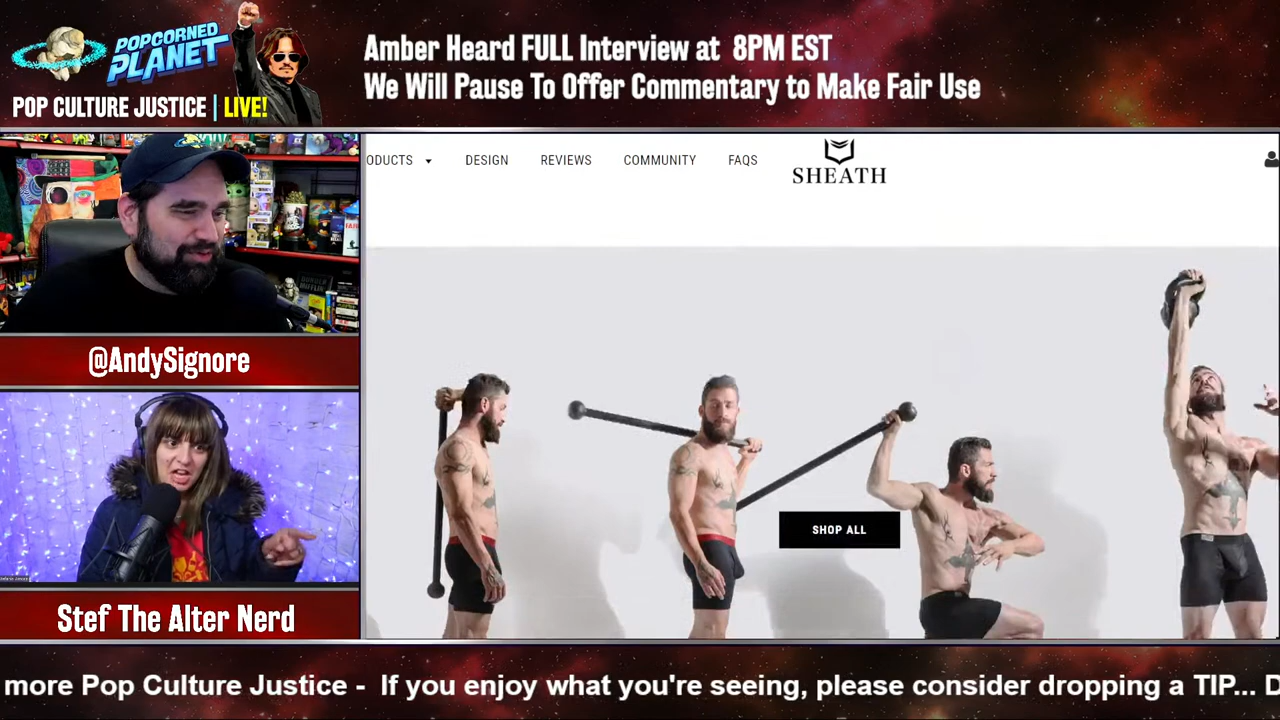 POPCORNED
PLANET
POP CULTURE JUSTICE | LIVE!
Amber Heard FULL Interview at 8PM EST
We Will Pause To Offer Commentary to Make Fair Use
ODUCTS
DESIGN
REVIEWS
COMMUNITY
FAQS
SHEATH
SHOP ALL
@AndySignore
Stef The Alter Nerd
more Pop Culture Justice - If you enjoy what you're seeing, please consider dropping a TIP... D